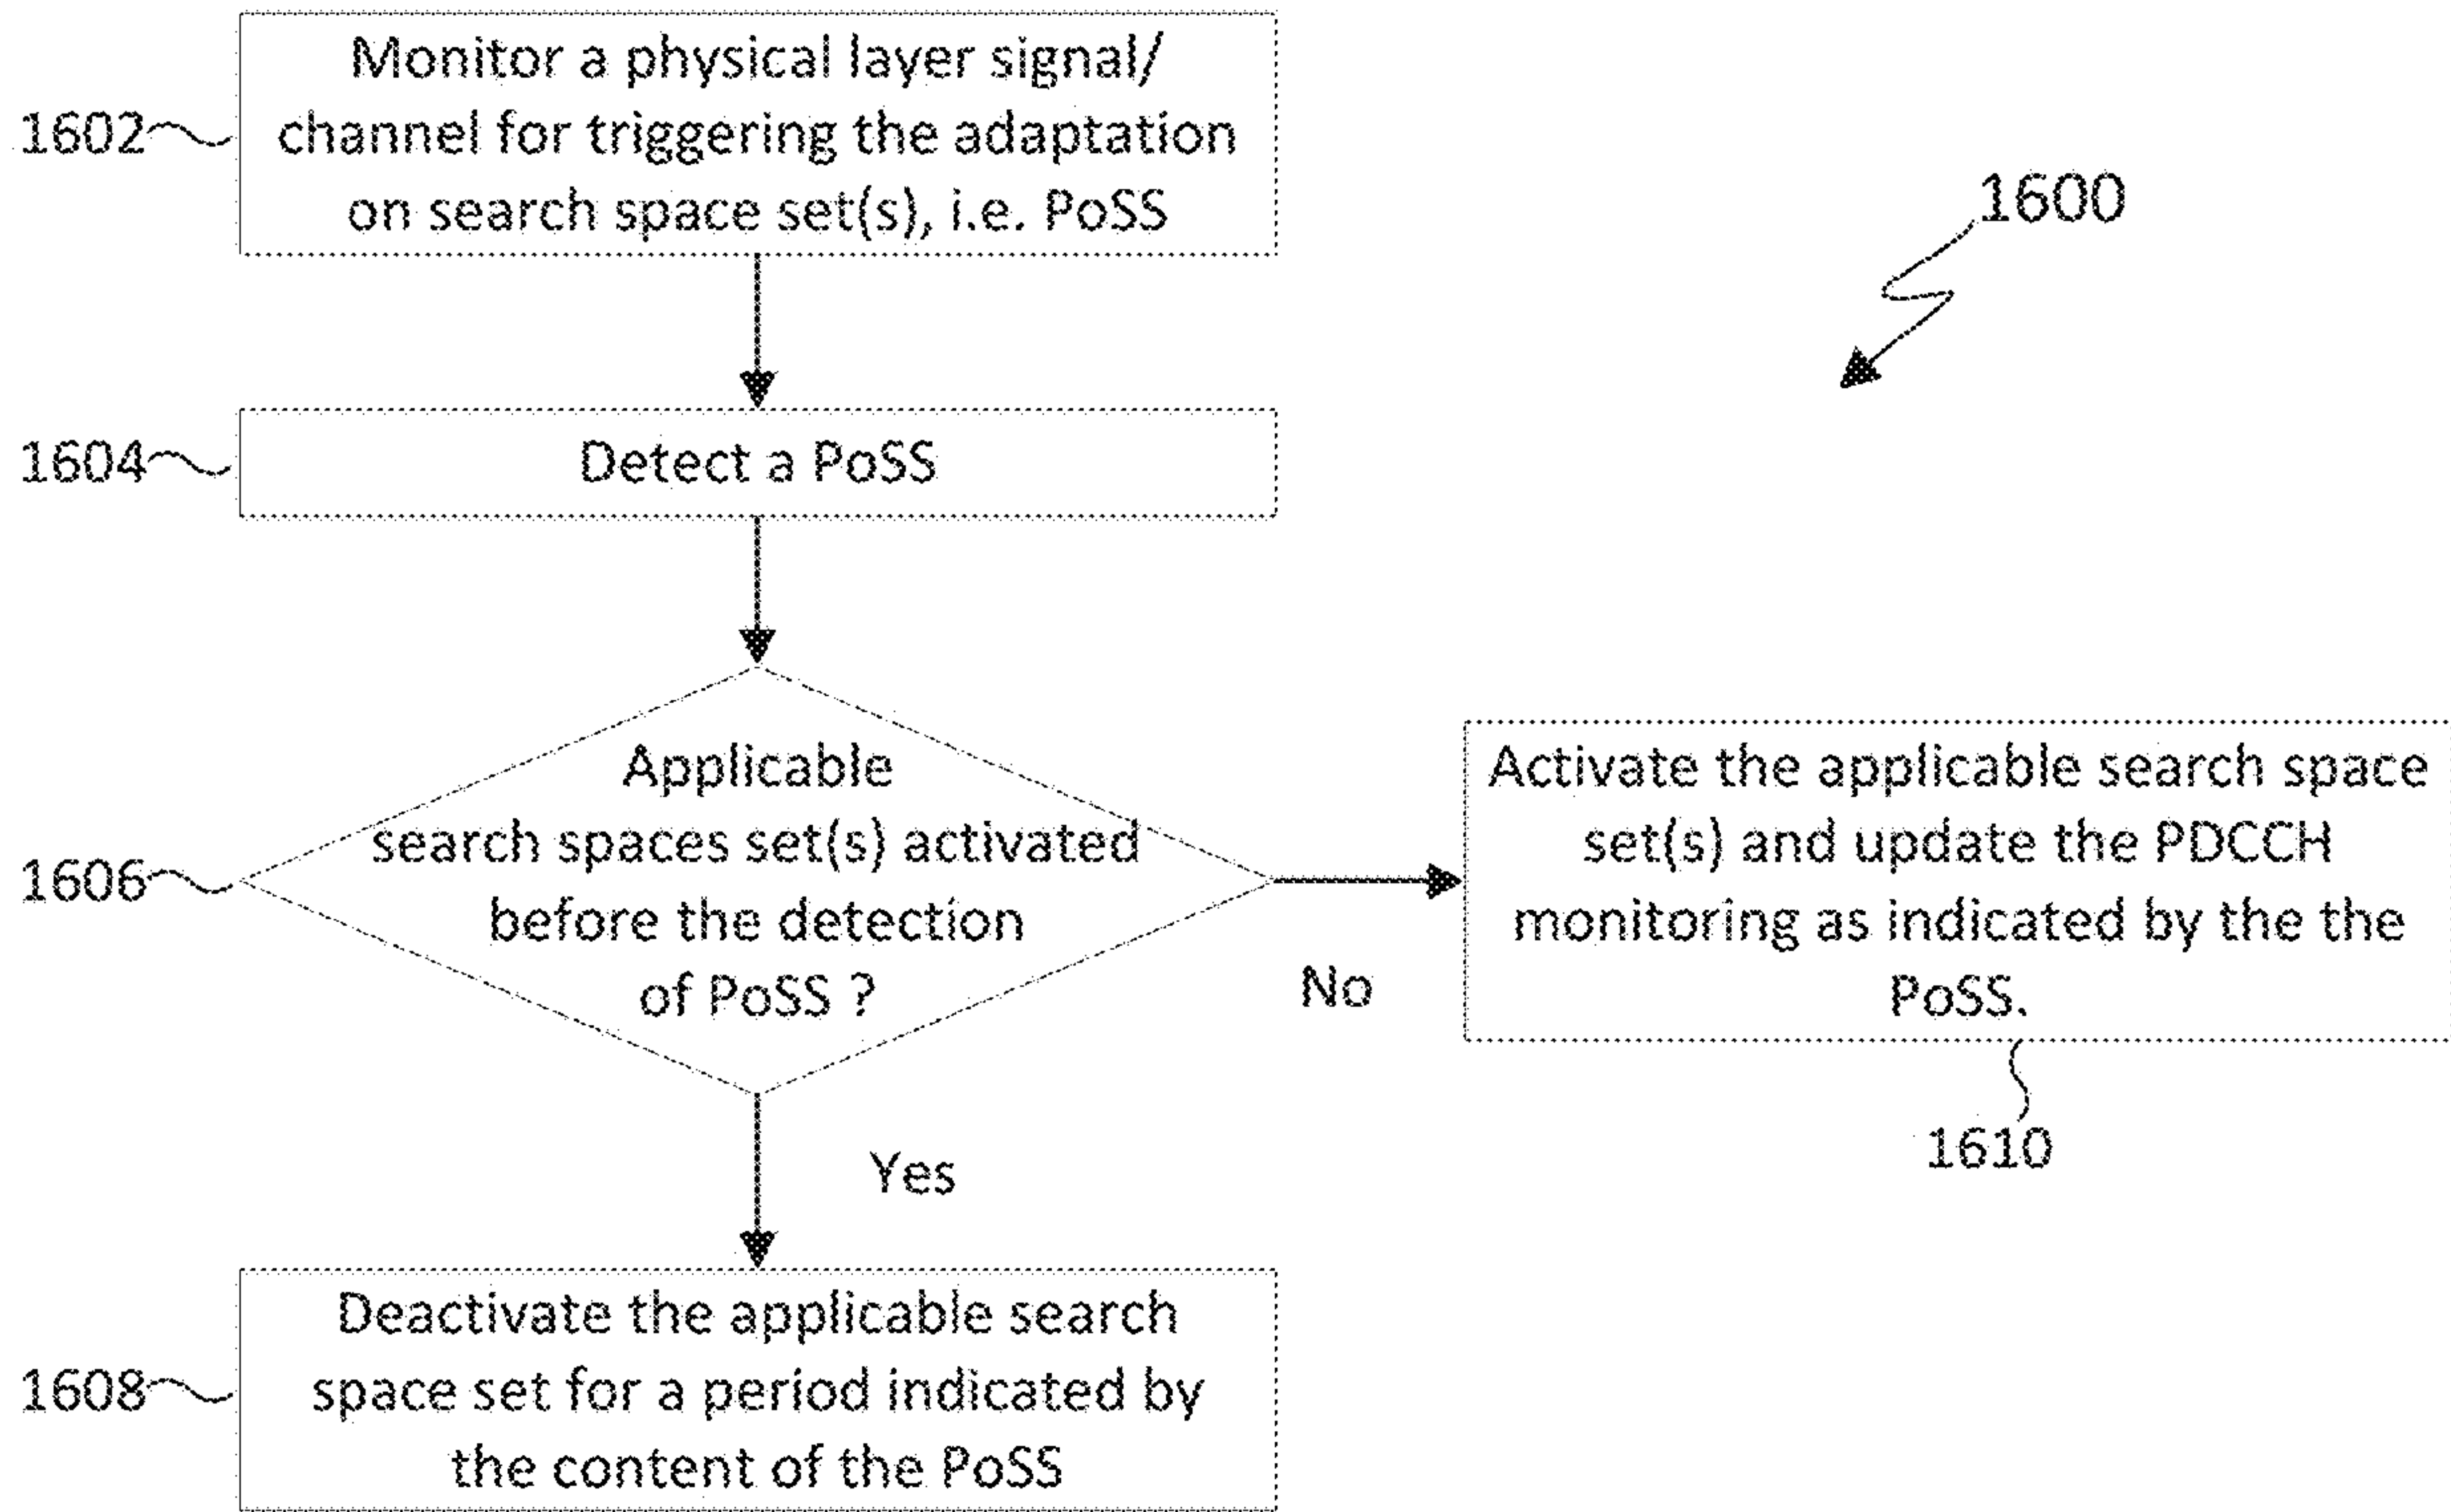 Monitor a physical layer signal/
channel for triggering the adaptation
on search space set(s), i.e. PoSS
1602
1600
Detect a PoSS
1604
Applicable
search spaces set(s) activated
before the detection
of PoSS ?
1606
No
Activate the applicable search space
set(s) and update the PDCCH
monitoring as indicated by the the
PoSS.
1610
Yes
Deactivate the applicable search
space set for a period indicated by
the content of the PoSS
1608